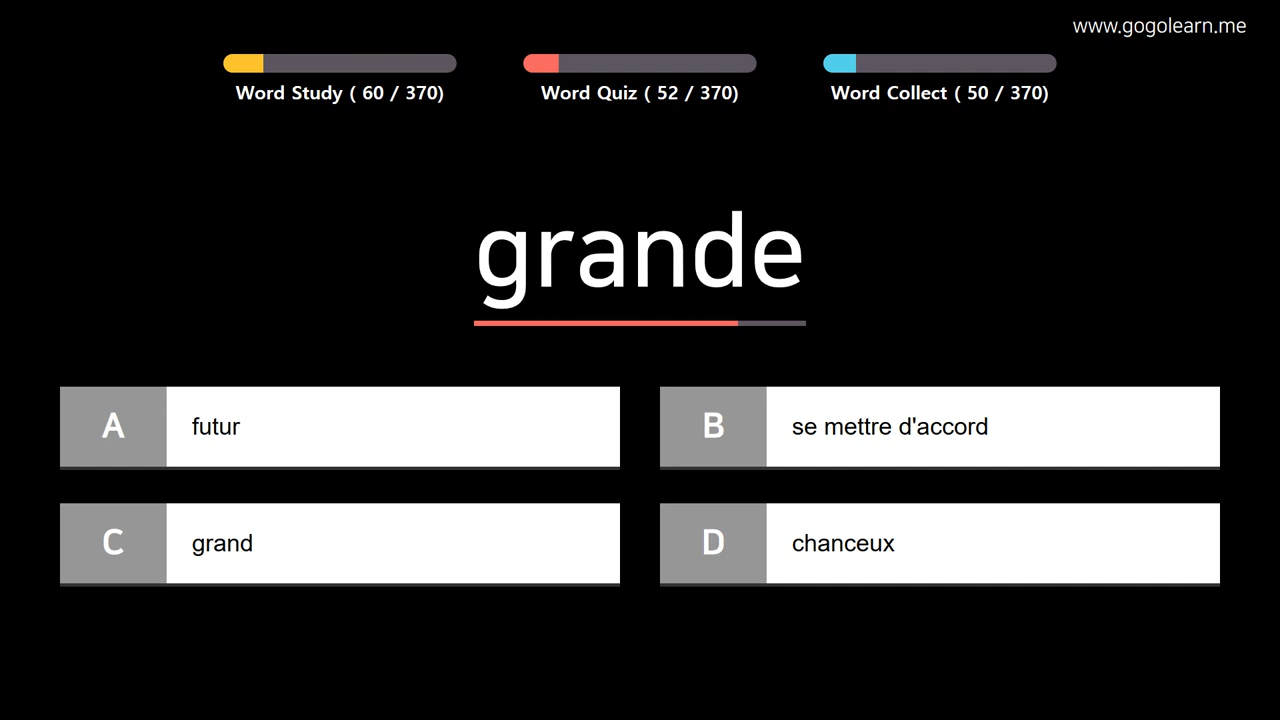 www.gogolearn.me
Word Study ( 60 / 370)
Word Quiz ( 52 / 370)
Word Collect ( 50 / 370)
grande
A futur
B se mettre d'accord
C grand
D chanceux